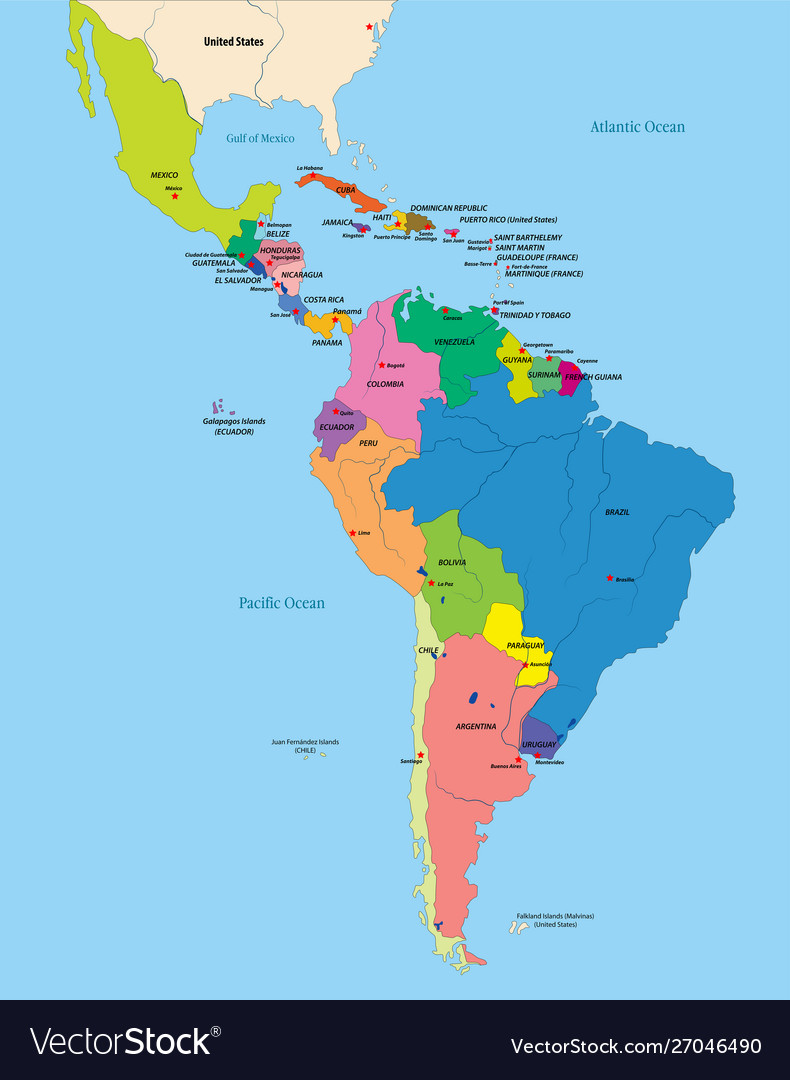 United States
Atlantic Ocean
Gulf of Mexico
MEXICO
México
La Habana
CUBA
DOMINICAN REPUBLIC
HAITI
JAMAICA
Kingston
Puerto Principe
Santo
Domingo
PUERTO RICO (United States)
San Juan
Gustavia
SAINT BARTHELEMY
Marigot
SAINT MARTIN
GUADELOUPE (FRANCE)
Basse-Terre
Fort-de-France
MARTINIQUE (FRANCE)
Belmopan
BELIZE
Ciudad de Guatemala
GUATEMALA
HONDURAS
Tegucigalpa
San Salvador
EL SALVADOR
NICARAGUA
Managua
COSTA RICA
San José
Panamá
PANAMA
Port of Spain
TRINIDAD Y TOBAGO
Caracas
VENEZUELA
Georgetown
GUYANA
Paramaribo
SURINAM
Cayenne
FRENCH GUIANA
Bogotá
COLOMBIA
Galapagos Islands
(ECUADOR)
Quito
ECUADOR
PERU
Lima
BRAZIL
Brasilia
BOLIVIA
La Paz
Pacific Ocean
CHILE
PARAGUAY
Asunción
ARGENTINA
URUGUAY
Juan Fernández Islands
(CHILE)
Santiago
Buenos Aires
Montevideo
Falkland Islands (Malvinas)
(United States)
VectorStock®
VectorStock.com/27046490